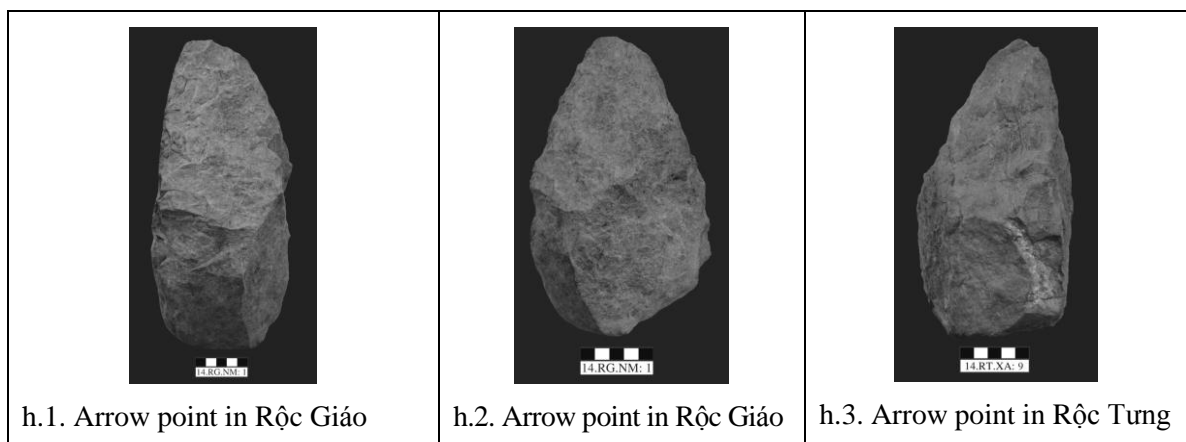 14.RG.NM: 1
14.RG.NM: 1
14.RT.XA: 9
h.1. Arrow point in Rộc Giáo
h.2. Arrow point in Rộc Giáo
h.3. Arrow point in Rộc Tưng